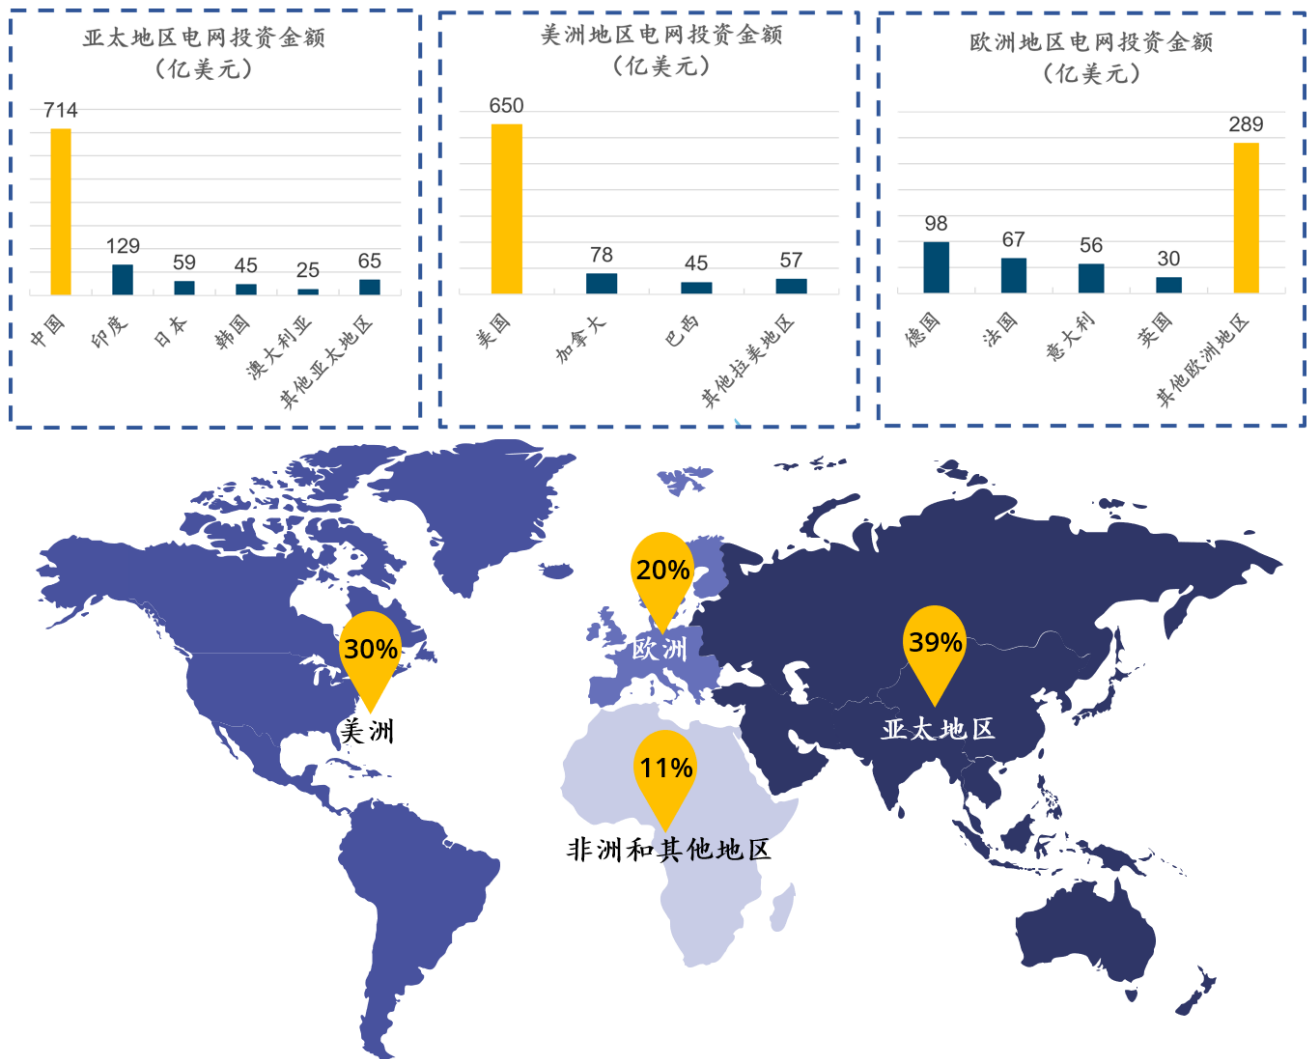 亚太地区电网投资金额
（亿美元）
714
129
59
45
25
65
中国
印度
日本
韩国
澳大利亚
其他亚太地区
美洲地区电网投资金额
（亿美元）
650
78
45
57
美国
加拿大
巴西
其他拉美地区
欧洲地区电网投资金额
（亿美元）
98
67
56
30
289
德国
法国
意大利
英国
其他欧洲地区
20%
欧洲
30%
美洲
39%
亚太地区
11%
非洲和其他地区